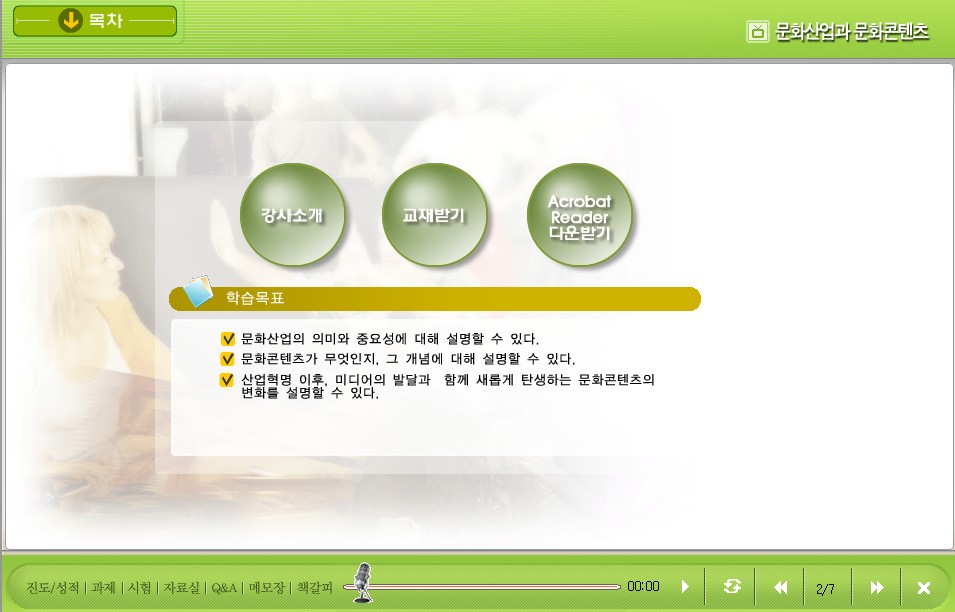 목차
문화산업과 문화콘텐츠
강사소개
교재받기
Acrobat
Reader
다운받기
학습목표
문화산업의 의미와 중요성에 대해 설명할 수 있다.
문화콘텐츠가 무엇인지, 그 개념에 대해 설명할 수 있다.
산업혁명 이후, 미디어의 발달과 함께 새롭게 탄생하는 문화콘텐츠의
변화를 설명할 수 있다.
진도/성적 | 과제 | 시험 | 자료실 | Q&A | 메모장 | 책갈피 00:00 2/7